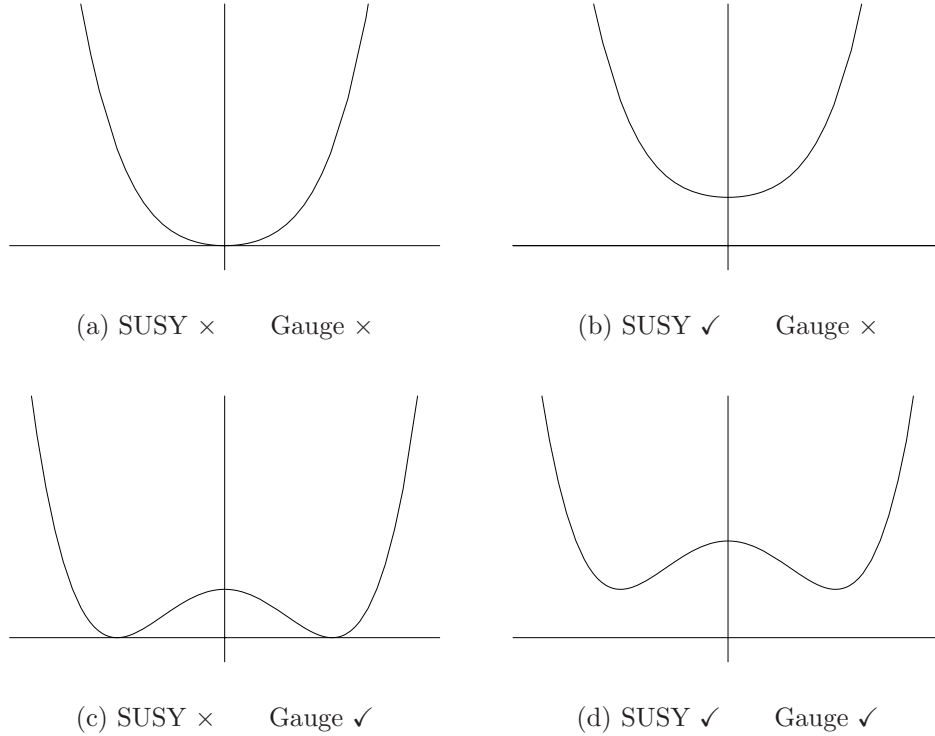 (a) SUSY × Gauge ×
(b) SUSY ✓ Gauge ×
(c) SUSY × Gauge ✓
(d) SUSY ✓ Gauge ✓